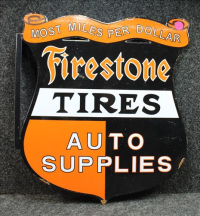 MOST MILES PER DOLLAR
Firestone
TIRES
AUTO
SUPPLIES